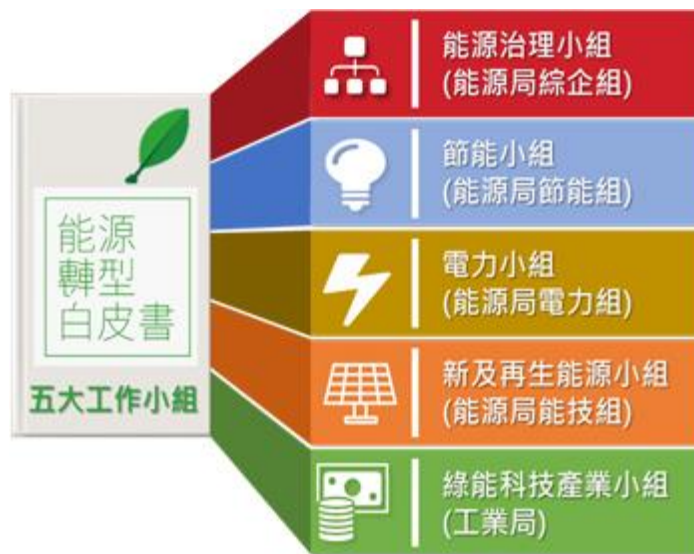 能源
轉型
白皮書
五大工作小組
能源治理小組
(能源局綜企組)
節能小組
(能源局節能組)
電力小組
(能源局電力組)
新及再生能源小組
(能源局能技組)
綠能科技產業小組
(工業局)